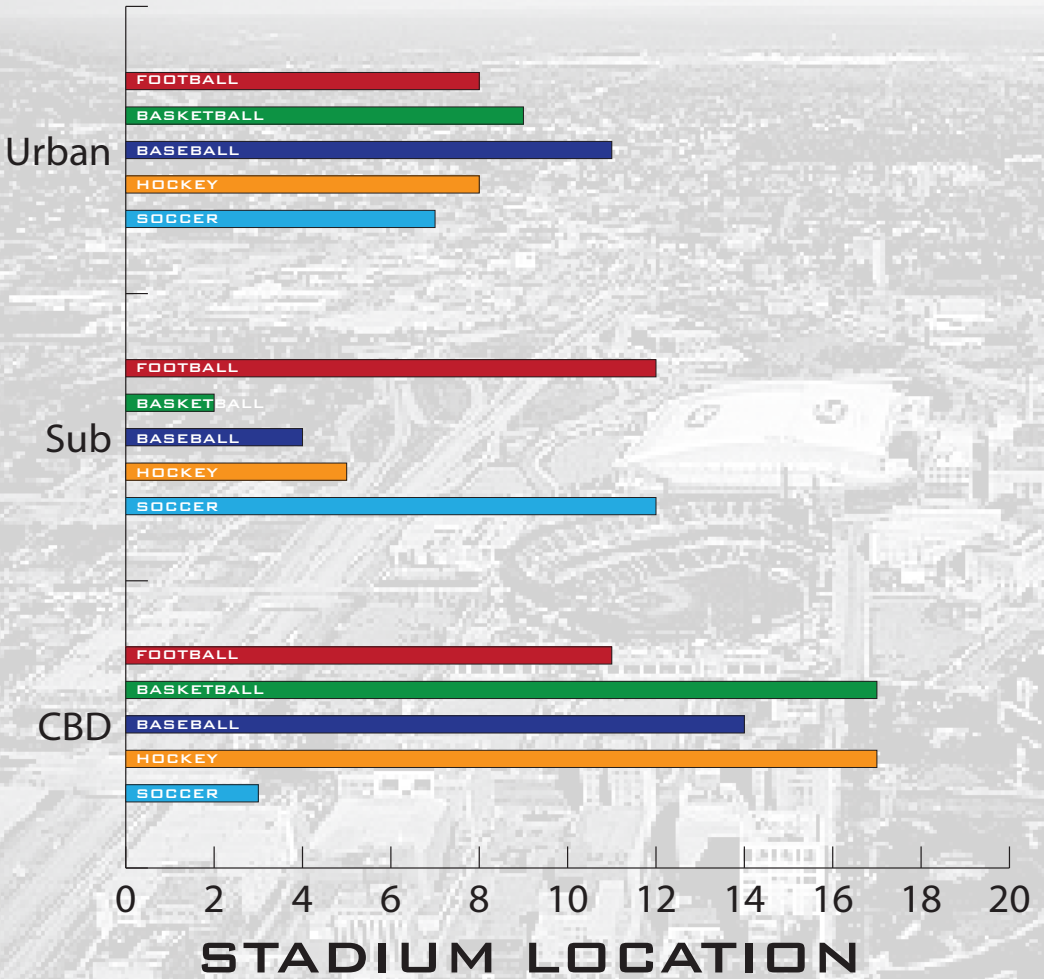 FOOTBALL
BASKETBALL
Urban
BASEBALL
HOCKEY
SOCCER
FOOTBALL
BASKETBALL
Sub
BASEBALL
HOCKEY
SOCCER
FOOTBALL
BASKETBALL
CBD
BASEBALL
HOCKEY
SOCCER
0 2 4 6 8 10 12 14 16 18 20
STADIUM LOCATION